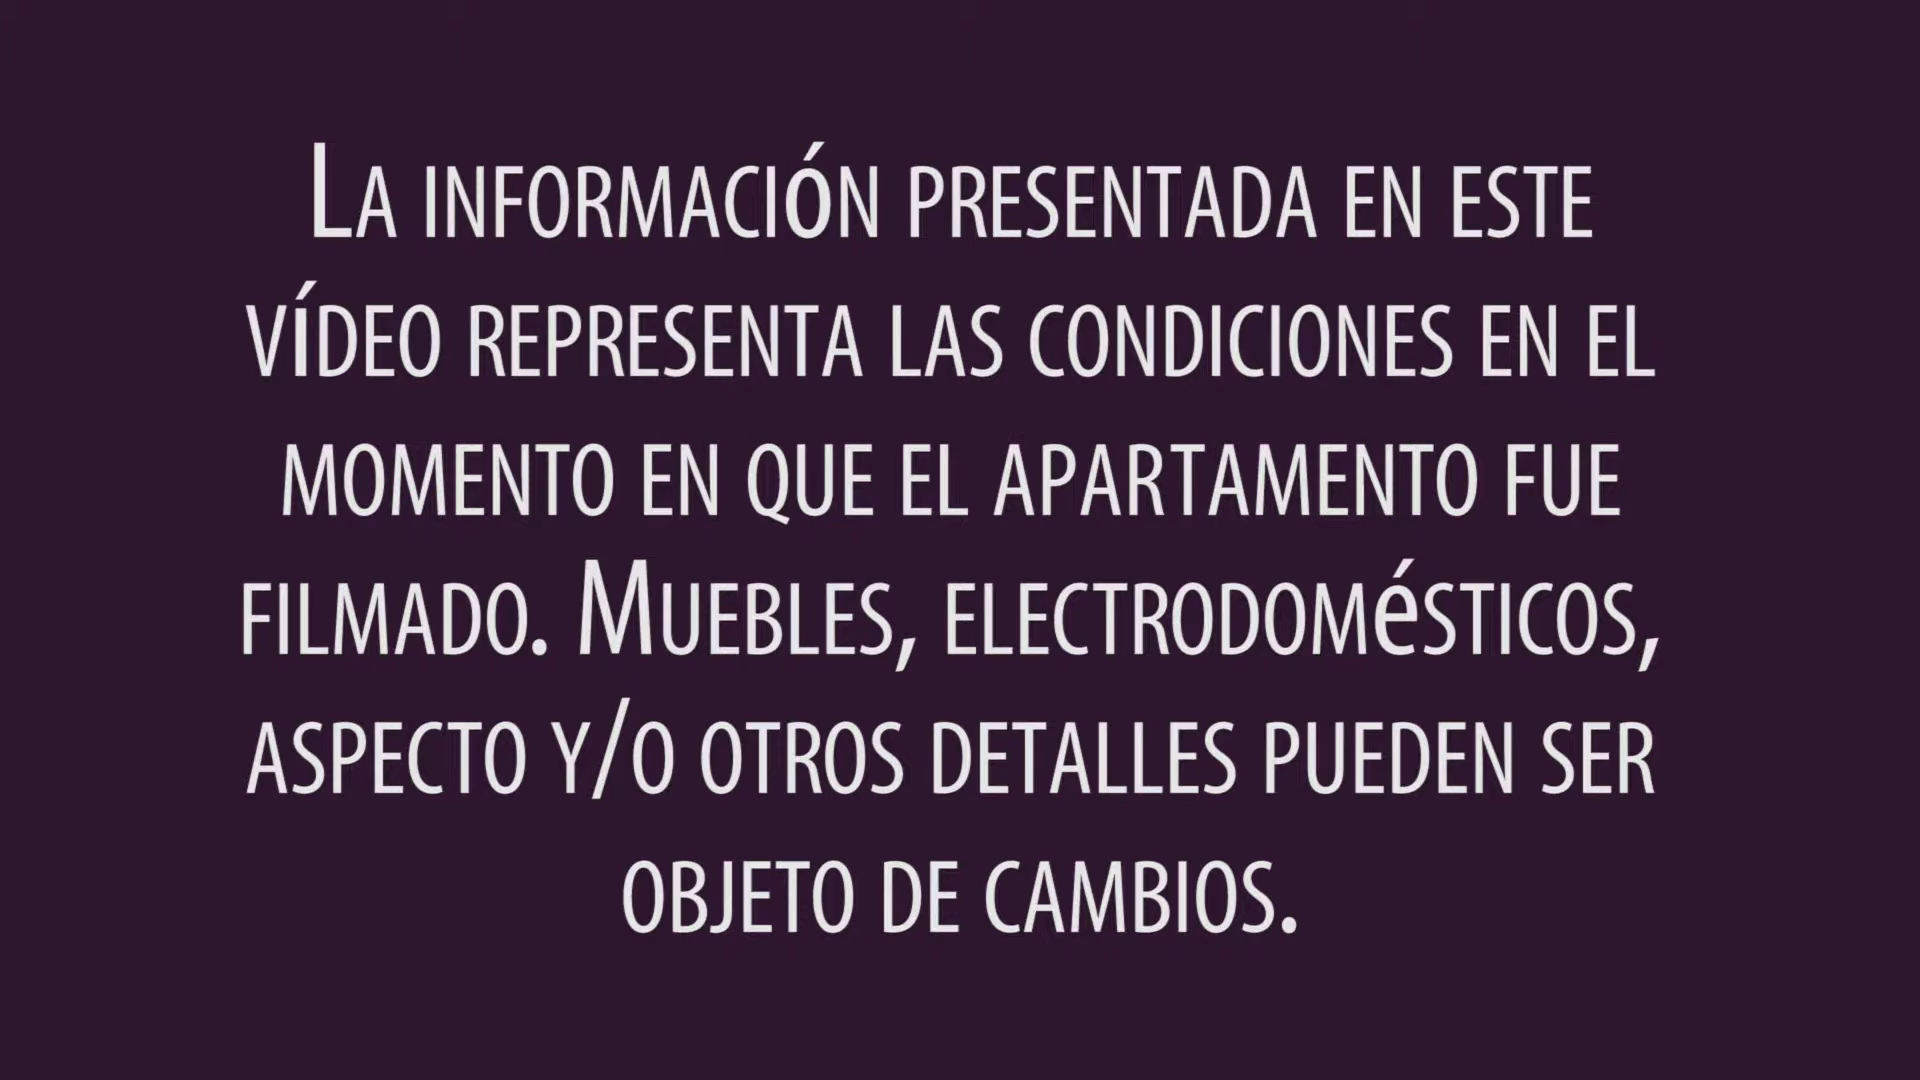 La información presentada en este
vídeo representa las condiciones en el
momento en que el apartamento fue
filmado. Muebles, electrodomésticos,
aspecto y/o otros detalles pueden ser
objeto de cambios.